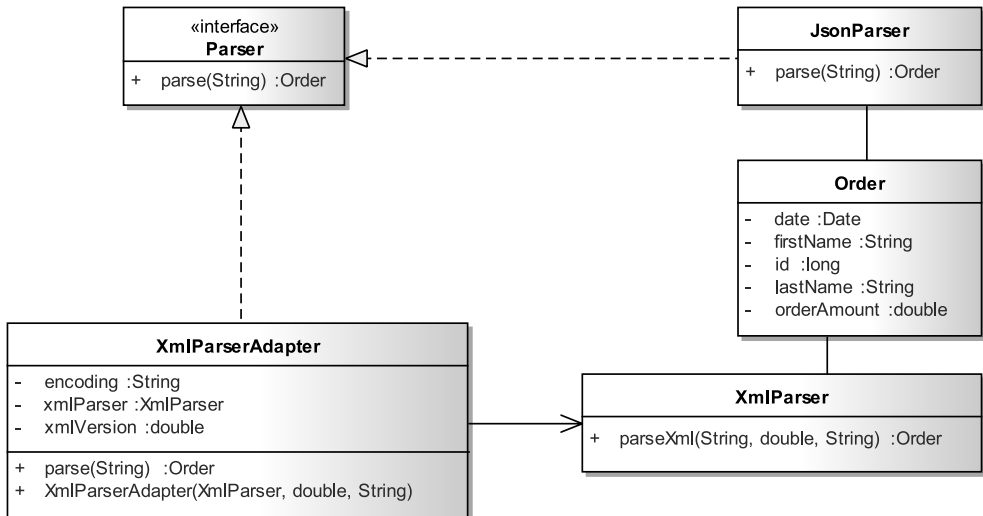 «interface»
Parser
+ parse(String) :Order
JsonParser
+ parse(String) :Order
Order
- date :Date
- firstName :String
- id :long
- lastName :String
- orderAmount :double
XmlParserAdapter
- encoding :String
- xmlParser :XmlParser
- xmlVersion :double
+ parse(String) :Order
+ XmlParserAdapter(XmlParser, double, String)
XmlParser
+ parseXml(String, double, String) :Order